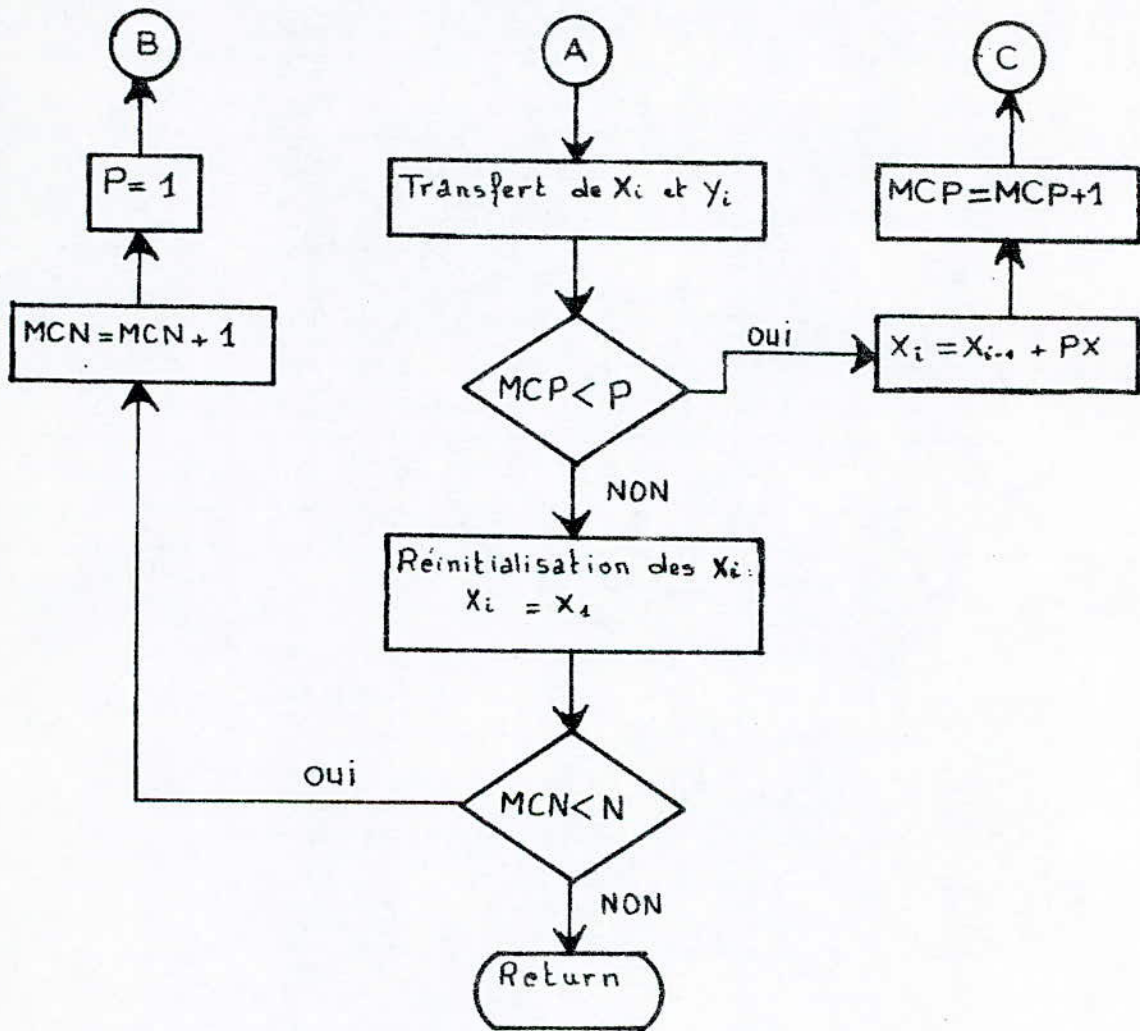 B
A
C
P= 1
Transfert de Xi et Yi
MCP=MCP+1
MCN=MCN + 1
MCP< P
OUI
Xi = Xi-1 + PX
NON
Réinitialisation des Xi:
Xi = X1
OUI
MCN< N
NON
Return